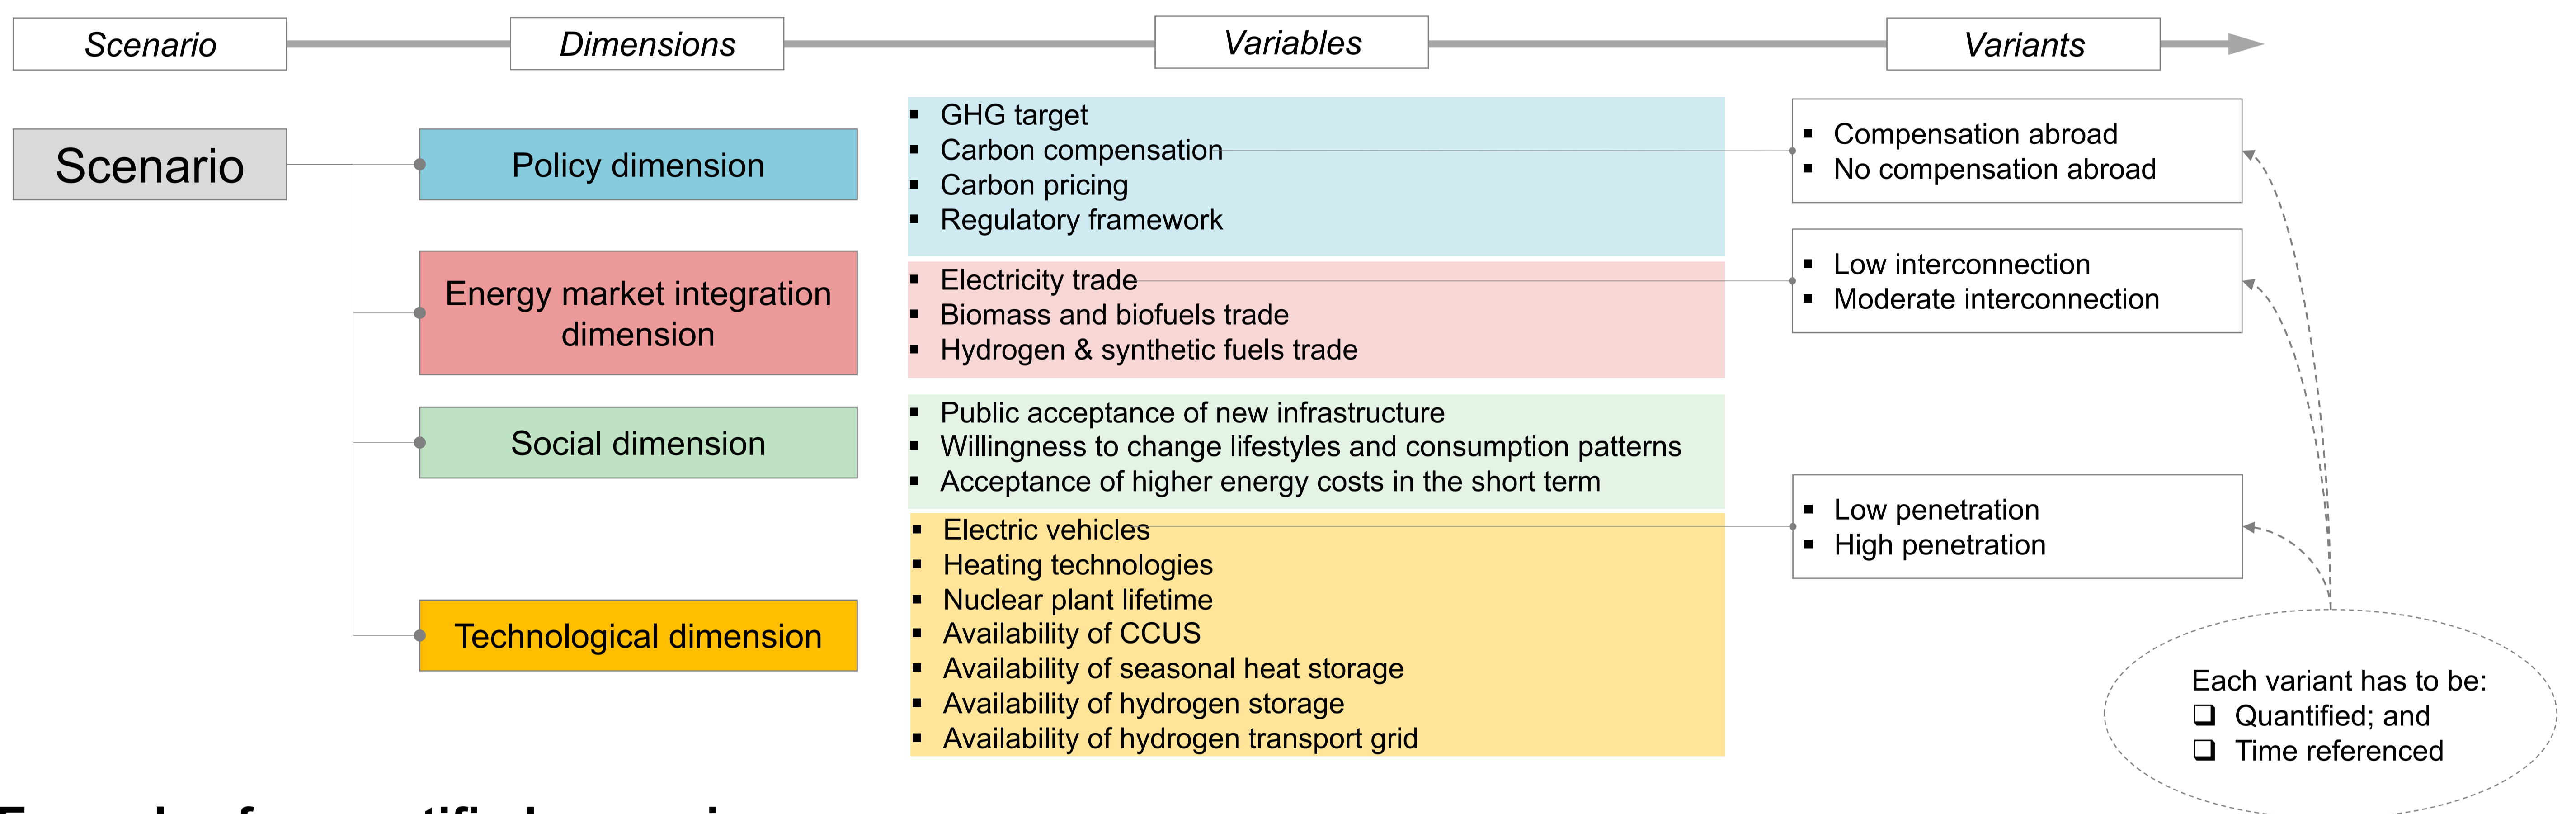 Scenario
Dimensions
Variables
Variants
Scenario
Policy dimension
▪ GHG target
▪ Carbon compensation
▪ Carbon pricing
▪ Regulatory framework
▪ Compensation abroad
▪ No compensation abroad
Energy market integration
dimension
▪ Electricity trade
▪ Biomass and biofuels trade
▪ Hydrogen & synthetic fuels trade
▪ Low interconnection
▪ Moderate interconnection
Social dimension
▪ Public acceptance of new infrastructure
▪ Willingness to change lifestyles and consumption patterns
▪ Acceptance of higher energy costs in the short term
Technological dimension
▪ Electric vehicles
▪ Heating technologies
▪ Nuclear plant lifetime
▪ Availability of CCUS
▪ Availability of seasonal heat storage
▪ Availability of hydrogen storage
▪ Availability of hydrogen transport grid
▪ Low penetration
▪ High penetration
Each variant has to be:
❑ Quantified; and
❑ Time referenced